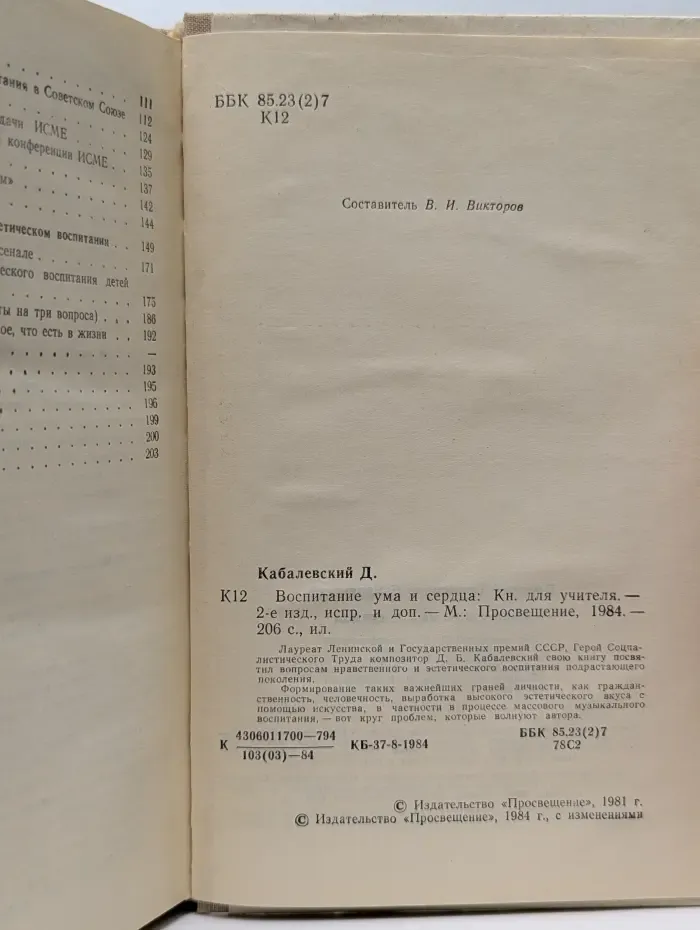 тания в Советском Союзе
111
112
дачи ИСМЕ 124
129
конференции ИСМЕ 135
137
м»
142
144
тетическом воспитания 149
сенале 171
еского воспитания детей
175
ты на три вопроса) 186
ое, что есть в жизни 192
—
193
195
196
199
200
203
ББК 85.23(2)7
К12
Составитель В. И. Викторов
Кабалевский Д.
К12 Воспитание ума и сердца: Кн. для учителя.—
2-е изд., испр. и доп.— М.: Просвещение, 1984.—
206 с., ил.
Лауреат Ленинской и Государственных премий СССР, Герой Социа-
листического Труда композитор Д. Б. Кабалевский свою книгу посвя-
тил вопросам нравственного и эстетического воспитания подрастающего
поколения.
Формирование таких важнейших граней личности, как граждан-
ственность, человечность, выработка высокого эстетического вкуса с
помощью искусства, в частности в процессе массового музыкального
воспитания, — вот круг проблем, которые волнуют автора.
К 4306011700—794
103(03)—84
КБ-37-8-1984
ББК 85.23(2)7
78С2
© Издательство «Просвещение», 1981 г.
© Издательство «Просвещение», 1984 г., с изменениями